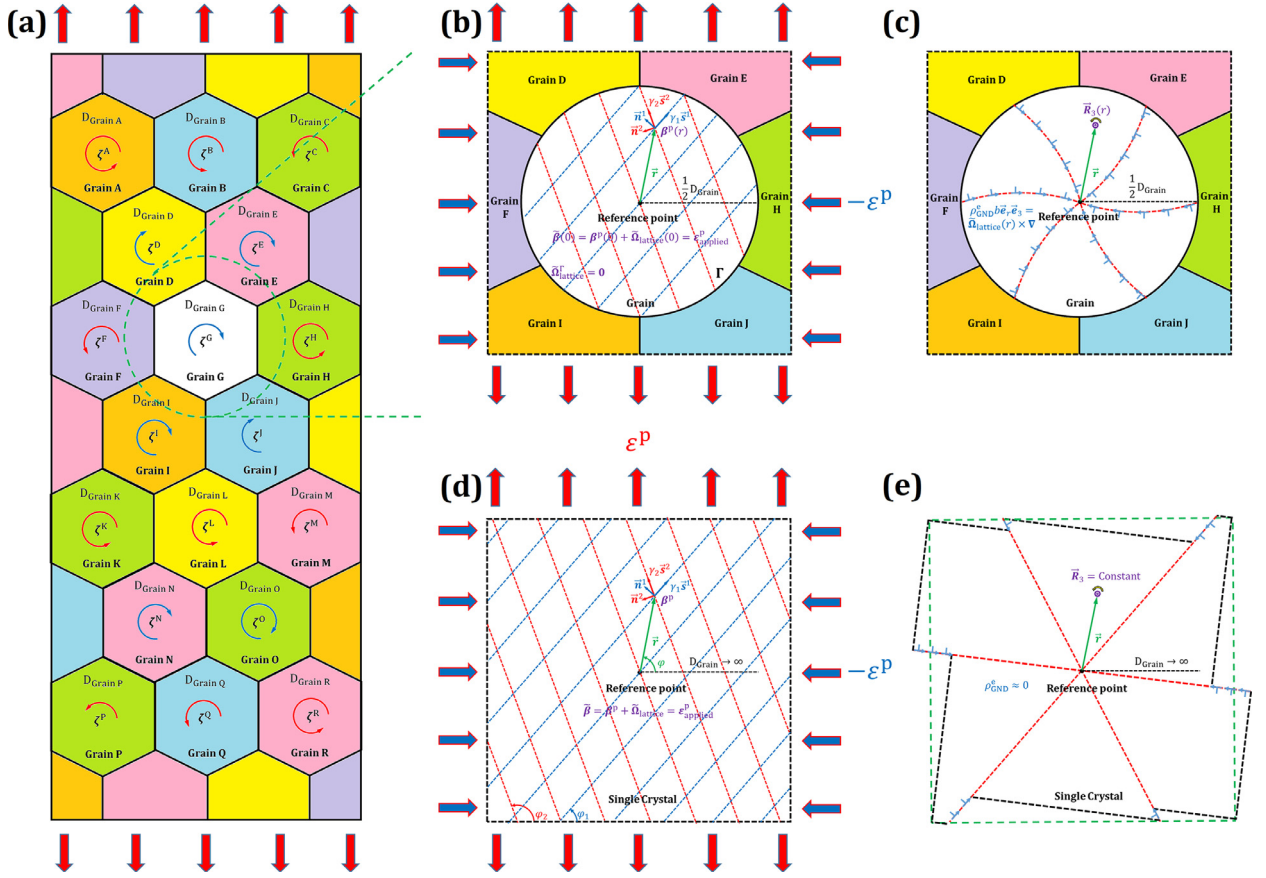 (a)
D_Grain A
ζ^A
Grain A
D_Grain B
ζ^B
Grain B
D_Grain C
ζ^C
Grain C
D_Grain D
ζ^D
Grain D
D_Grain E
ζ^E
Grain E
D_Grain F
ζ^F
Grain F
D_Grain G
ζ^G
Grain G
D_Grain H
ζ^H
Grain H
D_Grain I
ζ^I
Grain I
D_Grain J
ζ^J
Grain J
D_Grain K
ζ^K
Grain K
D_Grain L
ζ^L
Grain L
D_Grain M
ζ^M
Grain M
D_Grain N
ζ^N
Grain N
D_Grain O
ζ^O
Grain O
D_Grain P
ζ^P
Grain P
D_Grain Q
ζ^Q
Grain Q
D_Grain R
ζ^R
Grain R
(b)
Grain D
Grain E
γ₂s⃗²
n⃗¹
γ₁s⃗¹
n⃗²
β^p(r)
r⃗
½D_Grain
Grain F
Grain H
Reference point
β̃(0) = β^p(0) + Ω̃_lattice(0) = ε^p_applied
Ω̃^Γ_lattice = 0
Γ
Grain
Grain I
Grain J
−ε^p
ε^p
(c)
Grain D
Grain E
R⃗₃(r)
r⃗
½D_Grain
Grain F
Grain H
Reference point
ρ^e_GND b e⃗_r e⃗₃ =
Ω̃_lattice(r) × ∇
Grain
Grain I
Grain J
(d)
γ₂s⃗²
n⃗¹
γ₁s⃗¹
n⃗²
β^p
r⃗
φ
D_Grain → ∞
Reference point
β̃ = β^p + Ω̃_lattice = ε^p_applied
Single Crystal
φ₂
φ₁
−ε^p
(e)
R⃗₃ = Constant
r⃗
D_Grain → ∞
ρ^e_GND ≈ 0
Reference point
Single Crystal